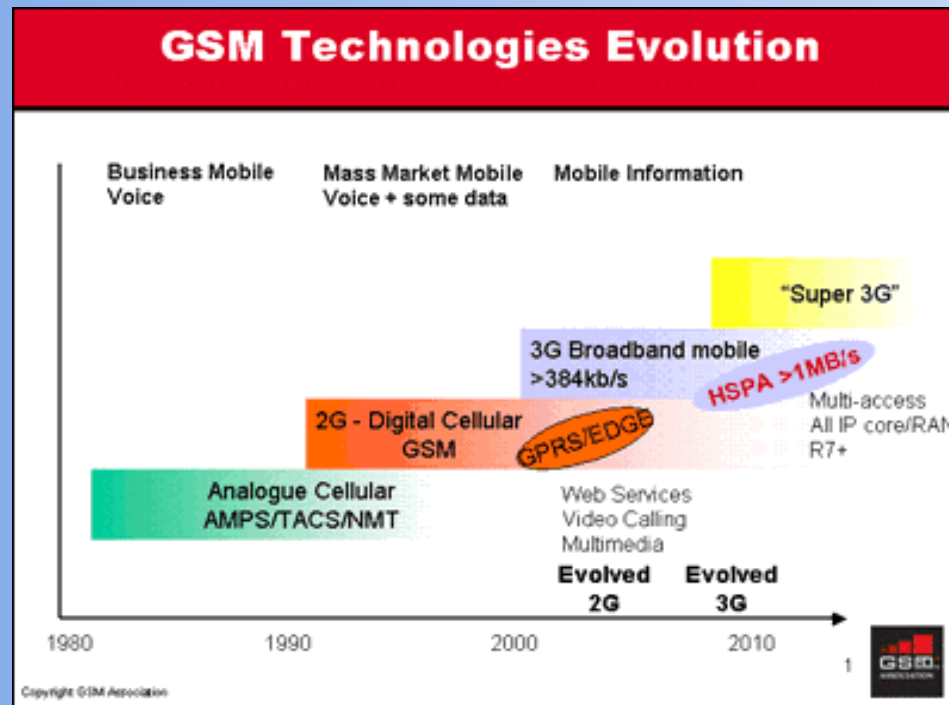 GSM Technologies Evolution
Business Mobile
Voice
Mass Market Mobile
Voice + some data
Mobile Information
"Super 3G"
3G Broadband mobile
>384kb/s
HSPA >1MB/s
Multi-access
All IP core/RAN
R7+
2G - Digital Cellular
GSM
GPRS/EDGE
Analogue Cellular
AMPS/TACS/NMT
Web Services
Video Calling
Multimedia
Evolved
2G
Evolved
3G
1980
1990
2000
2010
1
GSM
ASSOCIATION
Copyright GSM Association